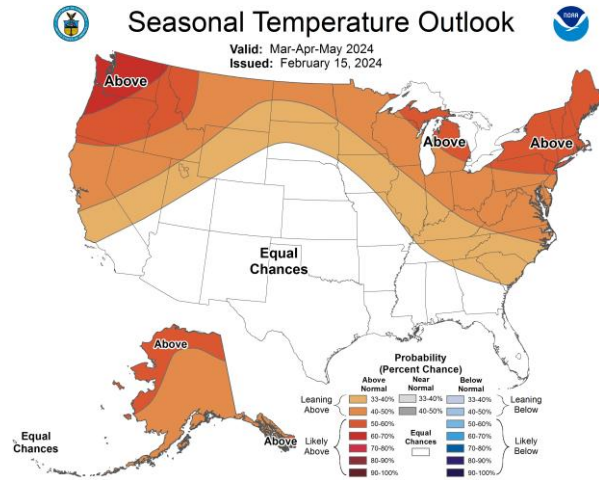 Seasonal Temperature Outlook
NOAA
Valid: Mar-Apr-May 2024
Issued: February 15, 2024
Above
Above
Above
Equal
Chances
Above
Above
Equal
Chances
Probability
(Percent Chance)
Above
Normal
Near
Normal
Below
Normal
Leaning
Above
33-40% 33-40% 33-40%
40-50% 40-50% 40-50%
Leaning
Below
Likely
Above
50-60% 50-60%
60-70% 60-70%
70-80% 70-80%
80-90% 80-90%
90-100% 90-100%
Equal
Chances
Likely
Below